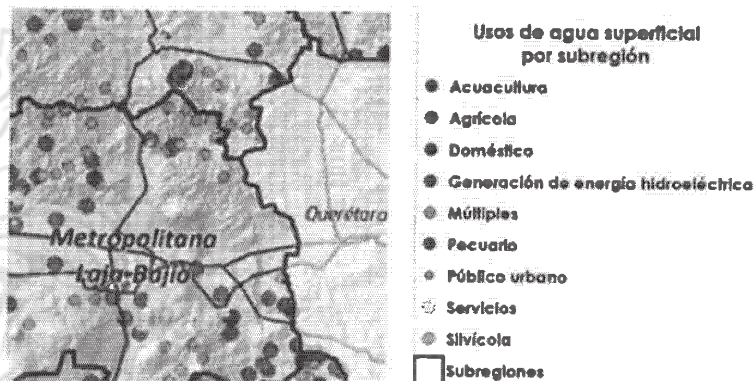 Querétaro
Metropolitana
Laja-Bajío
Usos de agua superficial
por subregión
Acuacultura
Agrícola
Doméstico
Generación de energía hidroeléctrica
Múltiples
Pecuario
Público urbano
Servicios
Silvícola
Subregiones